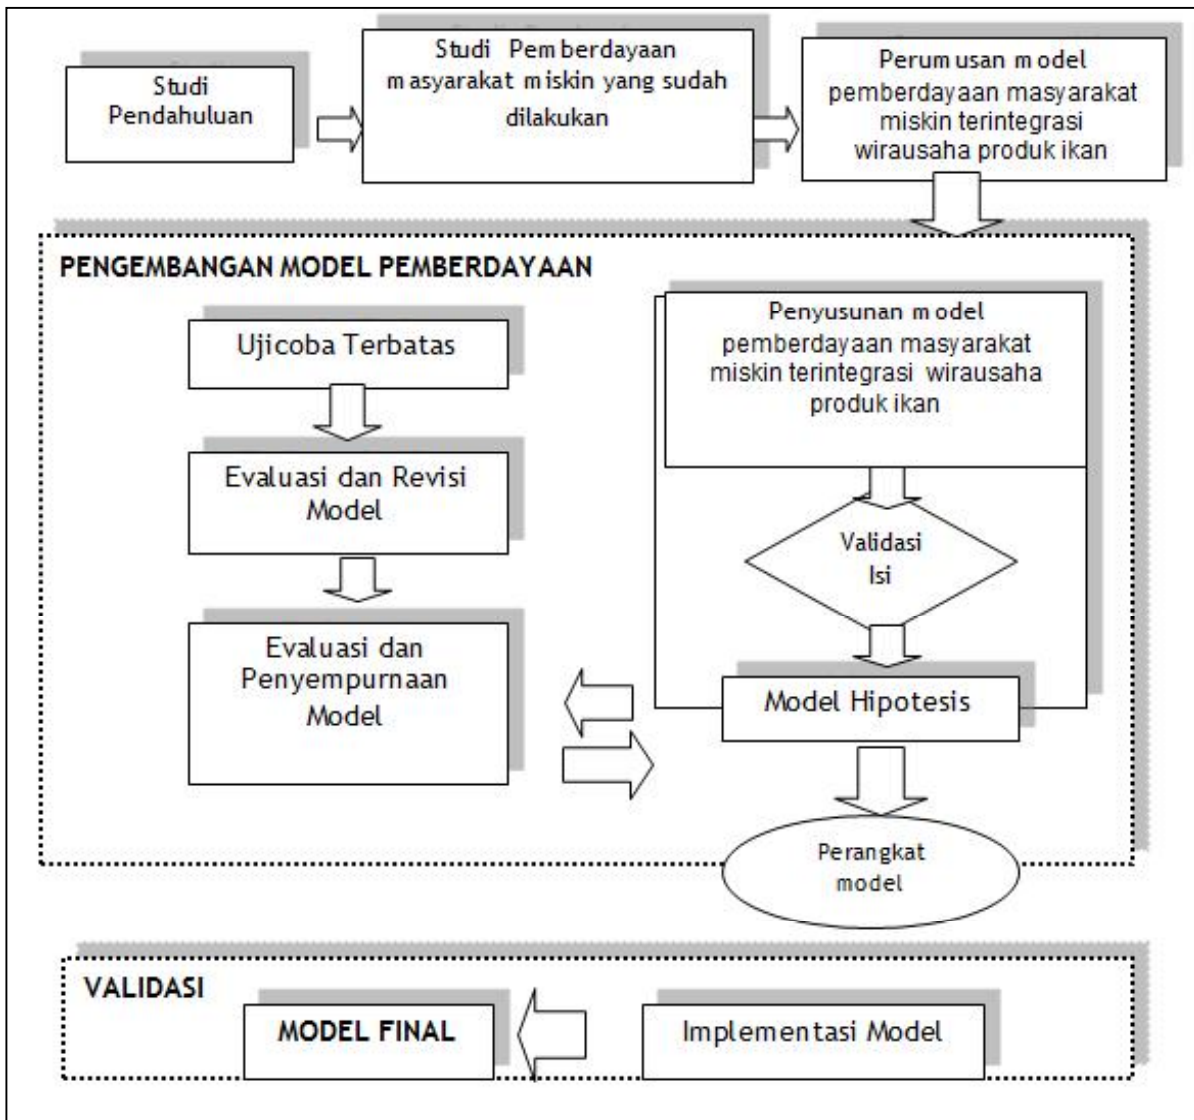 Studi
Pendahuluan
Studi Pemberdayaan
masyarakat miskin yang sudah
dilakukan
Perumusan model
pemberdayaan masyarakat
miskin terintegrasi
wirausaha produk ikan
PENGEMBANGAN MODEL PEMBERDAYAAN
Ujicoba Terbatas
Evaluasi dan Revisi
Model
Evaluasi dan
Penyempurnaan
Model
Penyusunan model
pemberdayaan masyarakat
miskin terintegrasi wirausaha
produk ikan
Validasi
Isi
Model Hipotesis
Perangkat
model
VALIDASI
MODEL FINAL
Implementasi Model